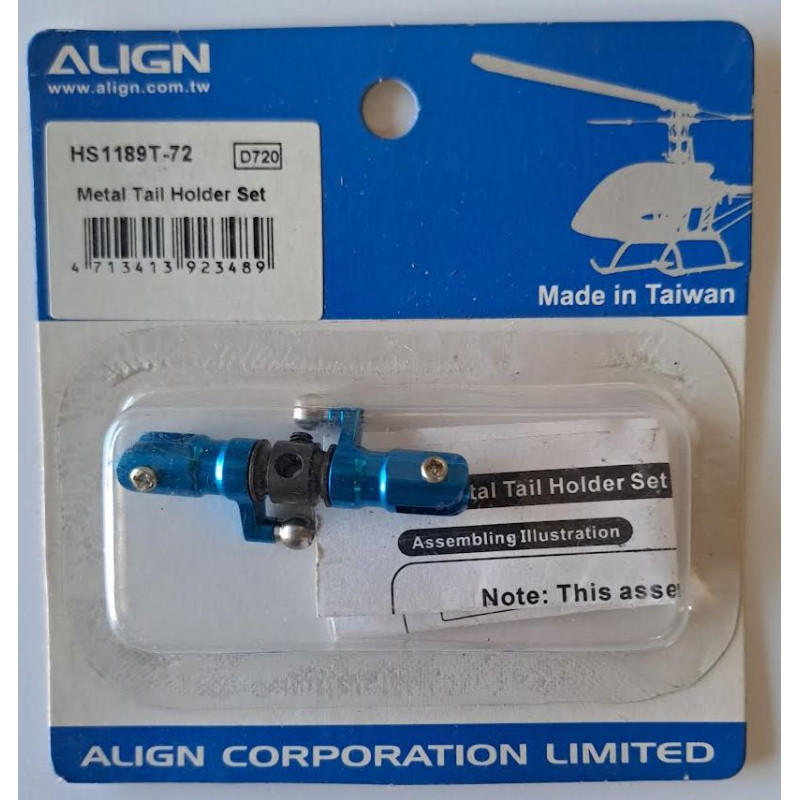 ALIGN
www.align.com.tw
HS1189T-72 D720
Metal Tail Holder Set
4 713413 923489
Made in Taiwan
tal Tail Holder Set
Assembling Illustration
Note: This asse
ALIGN CORPORATION LIMITED